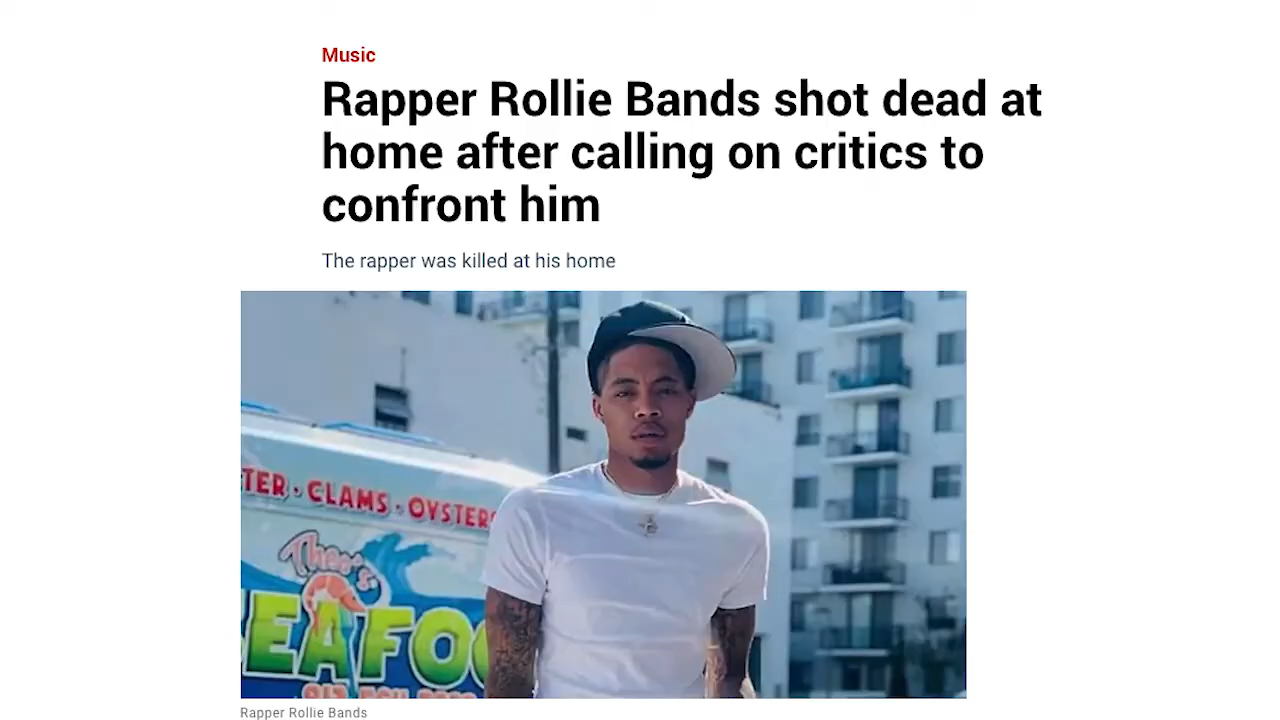 Music
Rapper Rollie Bands shot dead at
home after calling on critics to
confront him
The rapper was killed at his home
TER · CLAMS · OYSTERS
Theo's
EAFOO
Rapper Rollie Bands